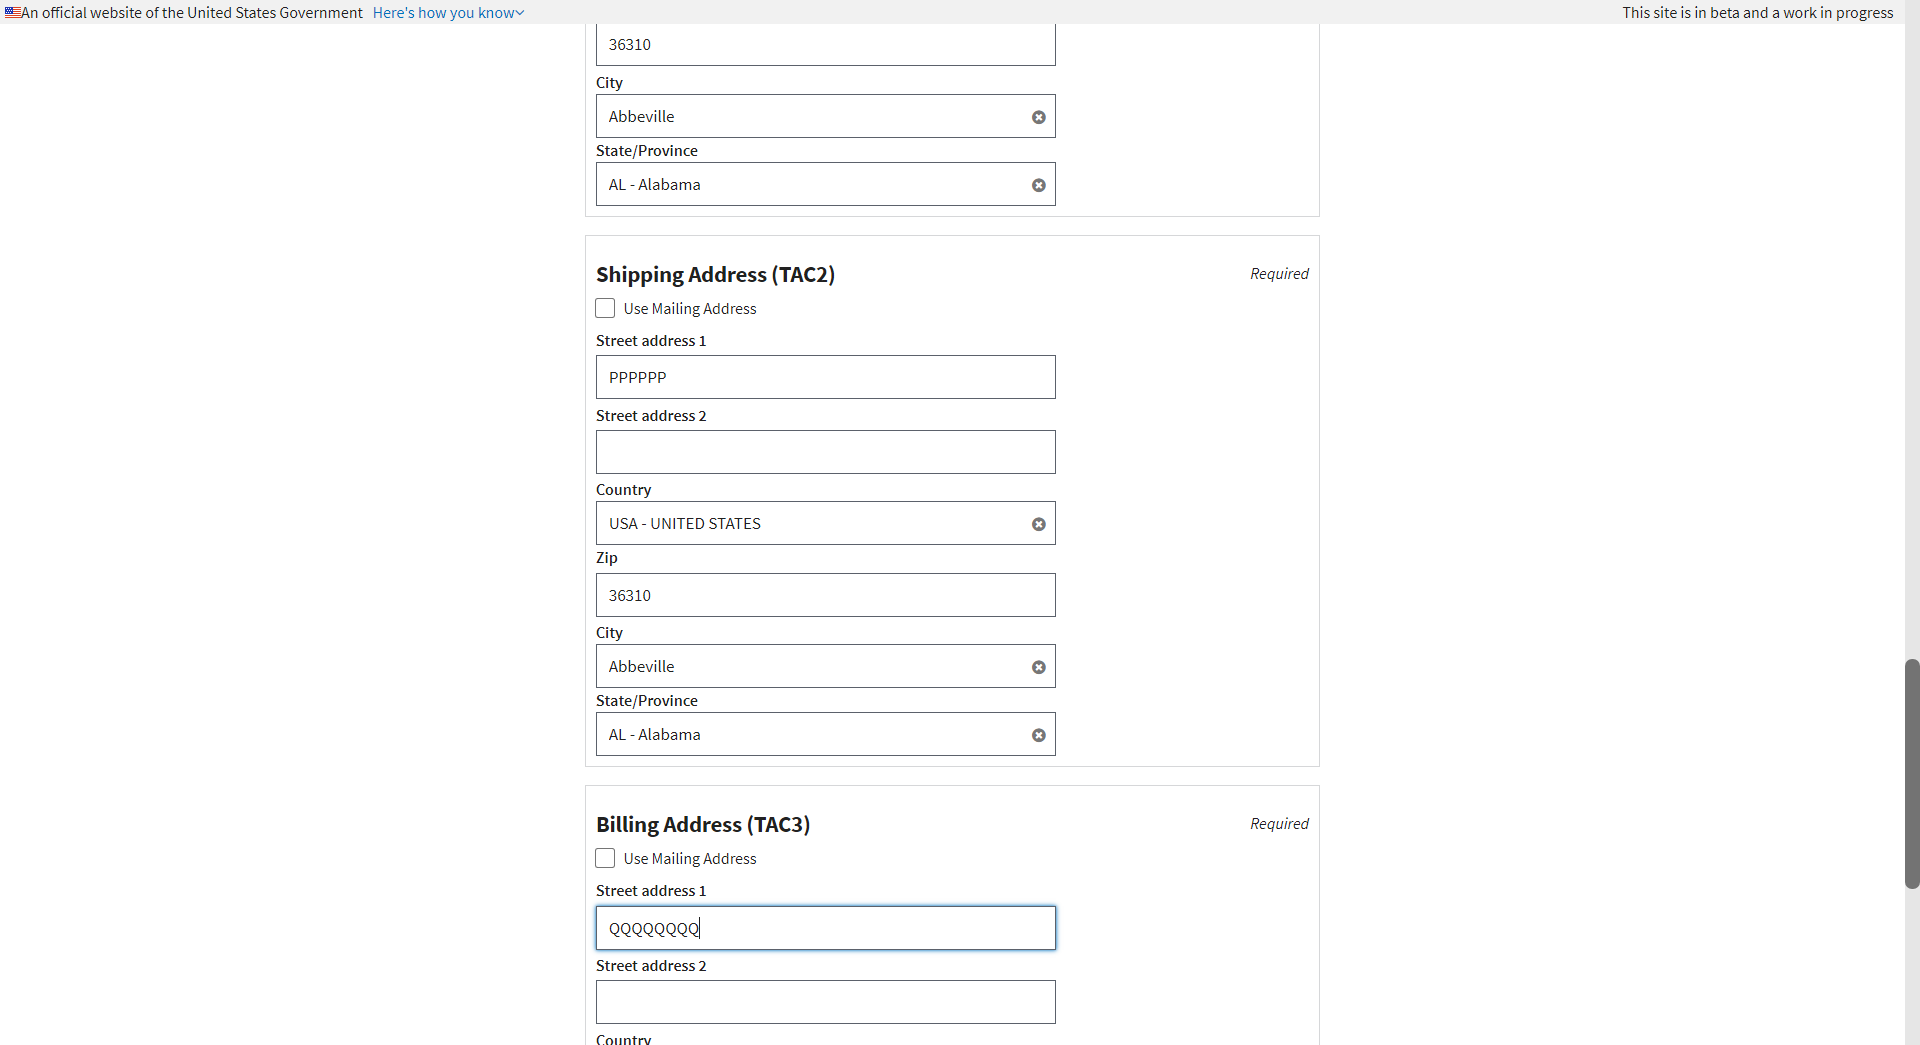 An official website of the United States Government Here's how you know
This site is in beta and a work in progress
36310
City
Abbeville
State/Province
AL - Alabama
Shipping Address (TAC2)
Required
Use Mailing Address
Street address 1
PPPPPP
Street address 2
Country
USA - UNITED STATES
Zip
36310
City
Abbeville
State/Province
AL - Alabama
Billing Address (TAC3)
Required
Use Mailing Address
Street address 1
QQQQQQQQ
Street address 2
Country